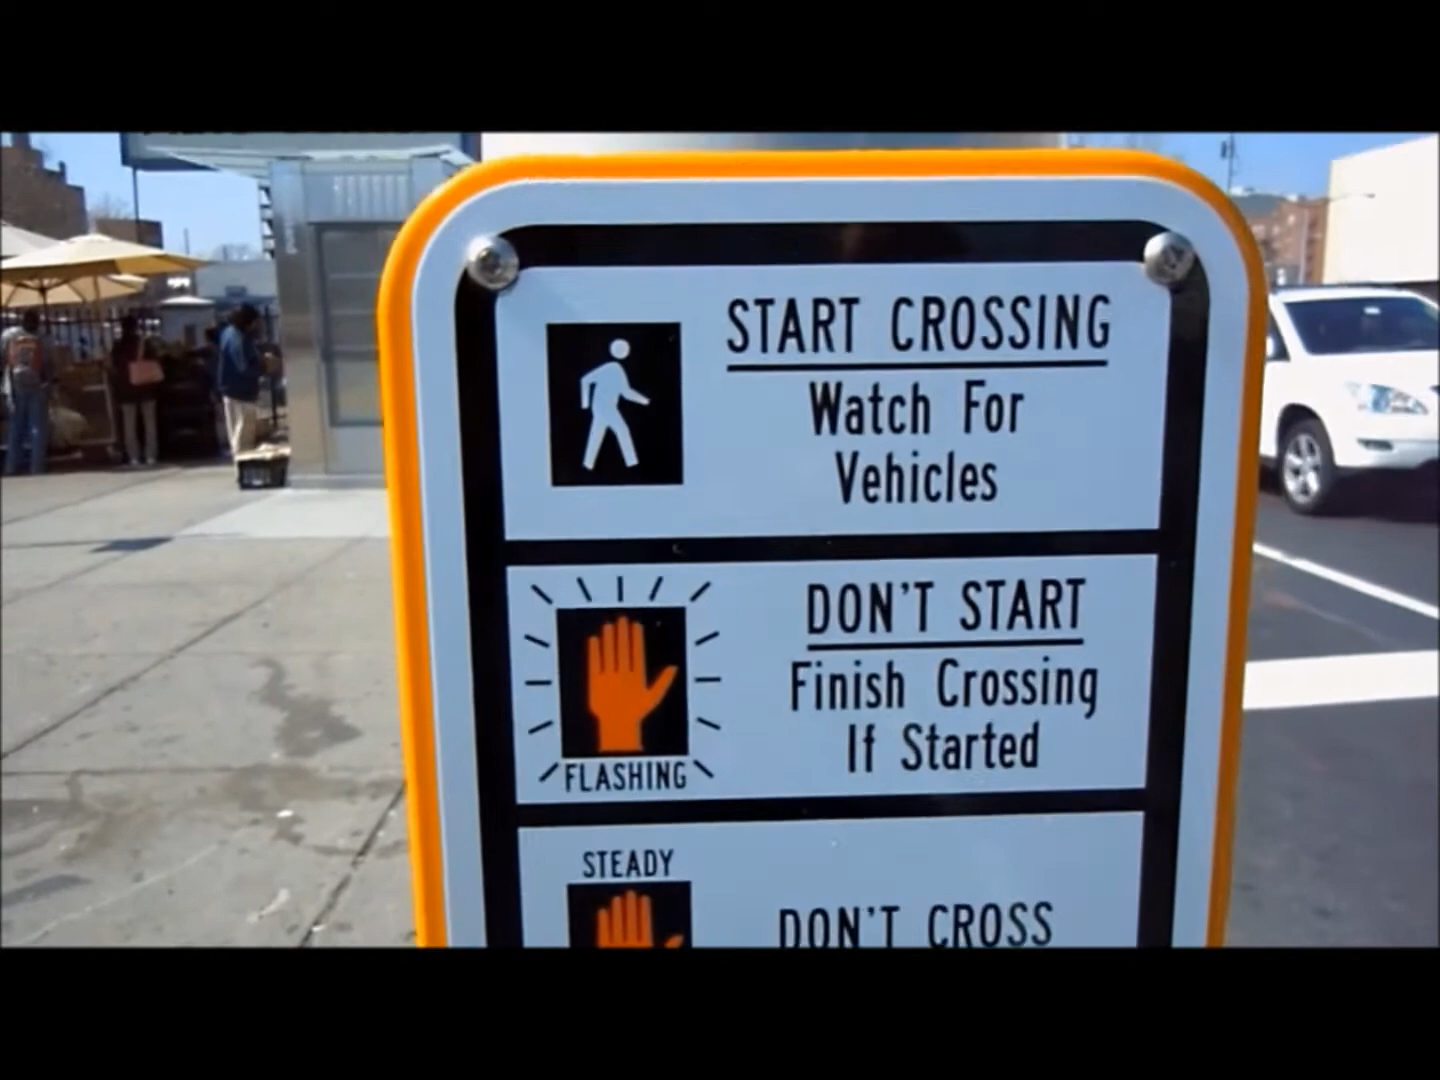 START CROSSING
Watch For
Vehicles
DON'T START
Finish Crossing
If Started
FLASHING
STEADY
DON'T CROSS